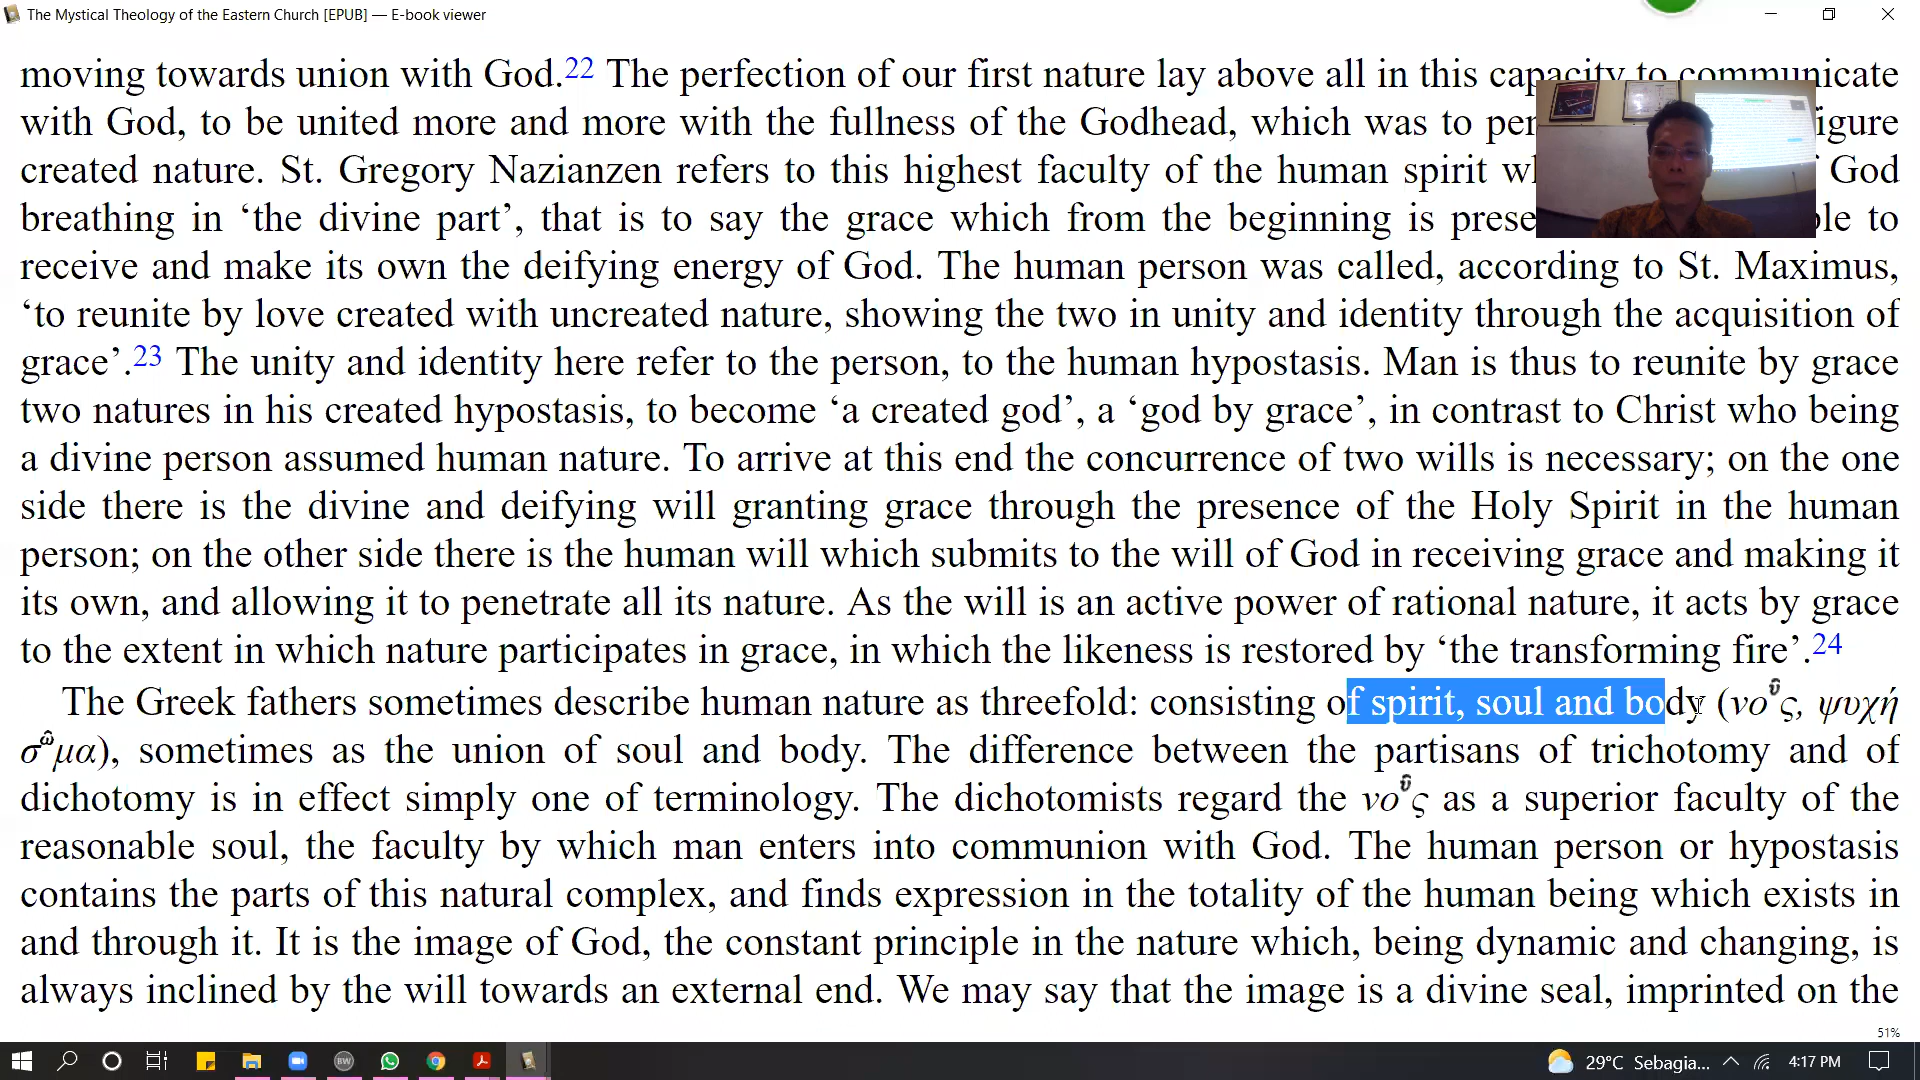 The Mystical Theology of the Eastern Church [EPUB] — E-book viewer
moving towards union with God.22 The perfection of our first nature lay above all in this capacity to communicate
with God, to be united more and more with the fullness of the Godhead, which was to figure
created nature. St. Gregory Nazianzen refers to this highest faculty of the human spirit God
breathing in ‘the divine part’, that is to say the grace which from the beginning is to
receive and make its own the deifying energy of God. The human person was called, according to St. Maximus,
‘to reunite by love created with uncreated nature, showing the two in unity and identity through the acquisition of
grace’.23 The unity and identity here refer to the person, to the human hypostasis. Man is thus to reunite by grace
two natures in his created hypostasis, to become ‘a created god’, a ‘god by grace’, in contrast to Christ who being
a divine person assumed human nature. To arrive at this end the concurrence of two wills is necessary; on the one
side there is the divine and deifying will granting grace through the presence of the Holy Spirit in the human
person; on the other side there is the human will which submits to the will of God in receiving grace and making it
its own, and allowing it to penetrate all its nature. As the will is an active power of rational nature, it acts by grace
to the extent in which nature participates in grace, in which the likeness is restored by ‘the transforming fire’.24
The Greek fathers sometimes describe human nature as threefold: consisting of spirit, soul and body (νοῦς, ψυχή
σῶμα), sometimes as the union of soul and body. The difference between the partisans of trichotomy and of
dichotomy is in effect simply one of terminology. The dichotomists regard the νοῦς as a superior faculty of the
reasonable soul, the faculty by which man enters into communion with God. The human person or hypostasis
contains the parts of this natural complex, and finds expression in the totality of the human being which exists in
and through it. It is the image of God, the constant principle in the nature which, being dynamic and changing, is
always inclined by the will towards an external end. We may say that the image is a divine seal, imprinted on the
51%
BW
29°C Sebagia...
4:17 PM